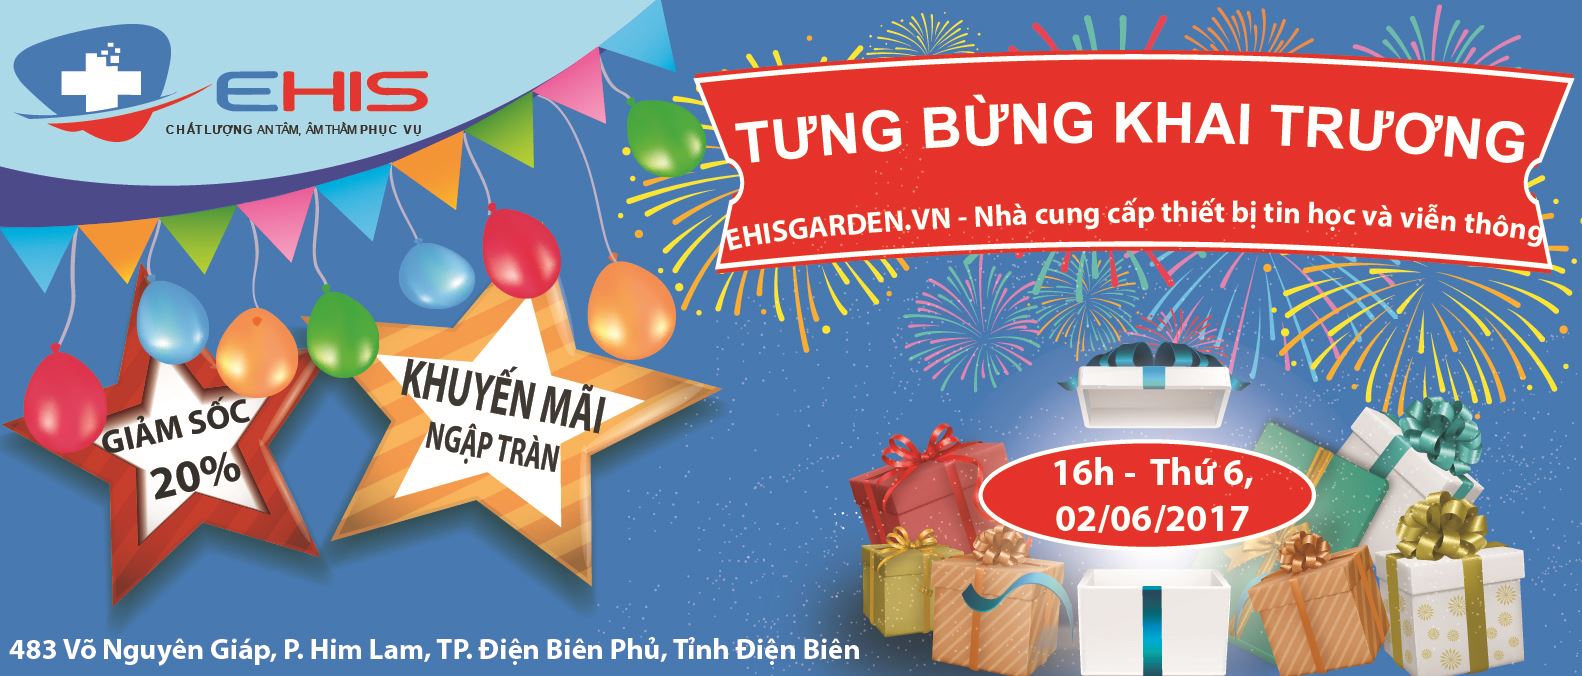 EHIS
CHẤT LƯỢNG AN TÂM, ÂM THẦM PHỤC VỤ
TƯNG BỪNG KHAI TRƯƠNG
EHISGARDEN.VN - Nhà cung cấp thiết bị tin học và viễn thông
GIẢM SỐC
20%
KHUYẾN MÃI
NGẬP TRÀN
16h - Thứ 6,
02/06/2017
483 Võ Nguyên Giáp, P. Him Lam, TP. Điện Biên Phủ, Tỉnh Điện Biên